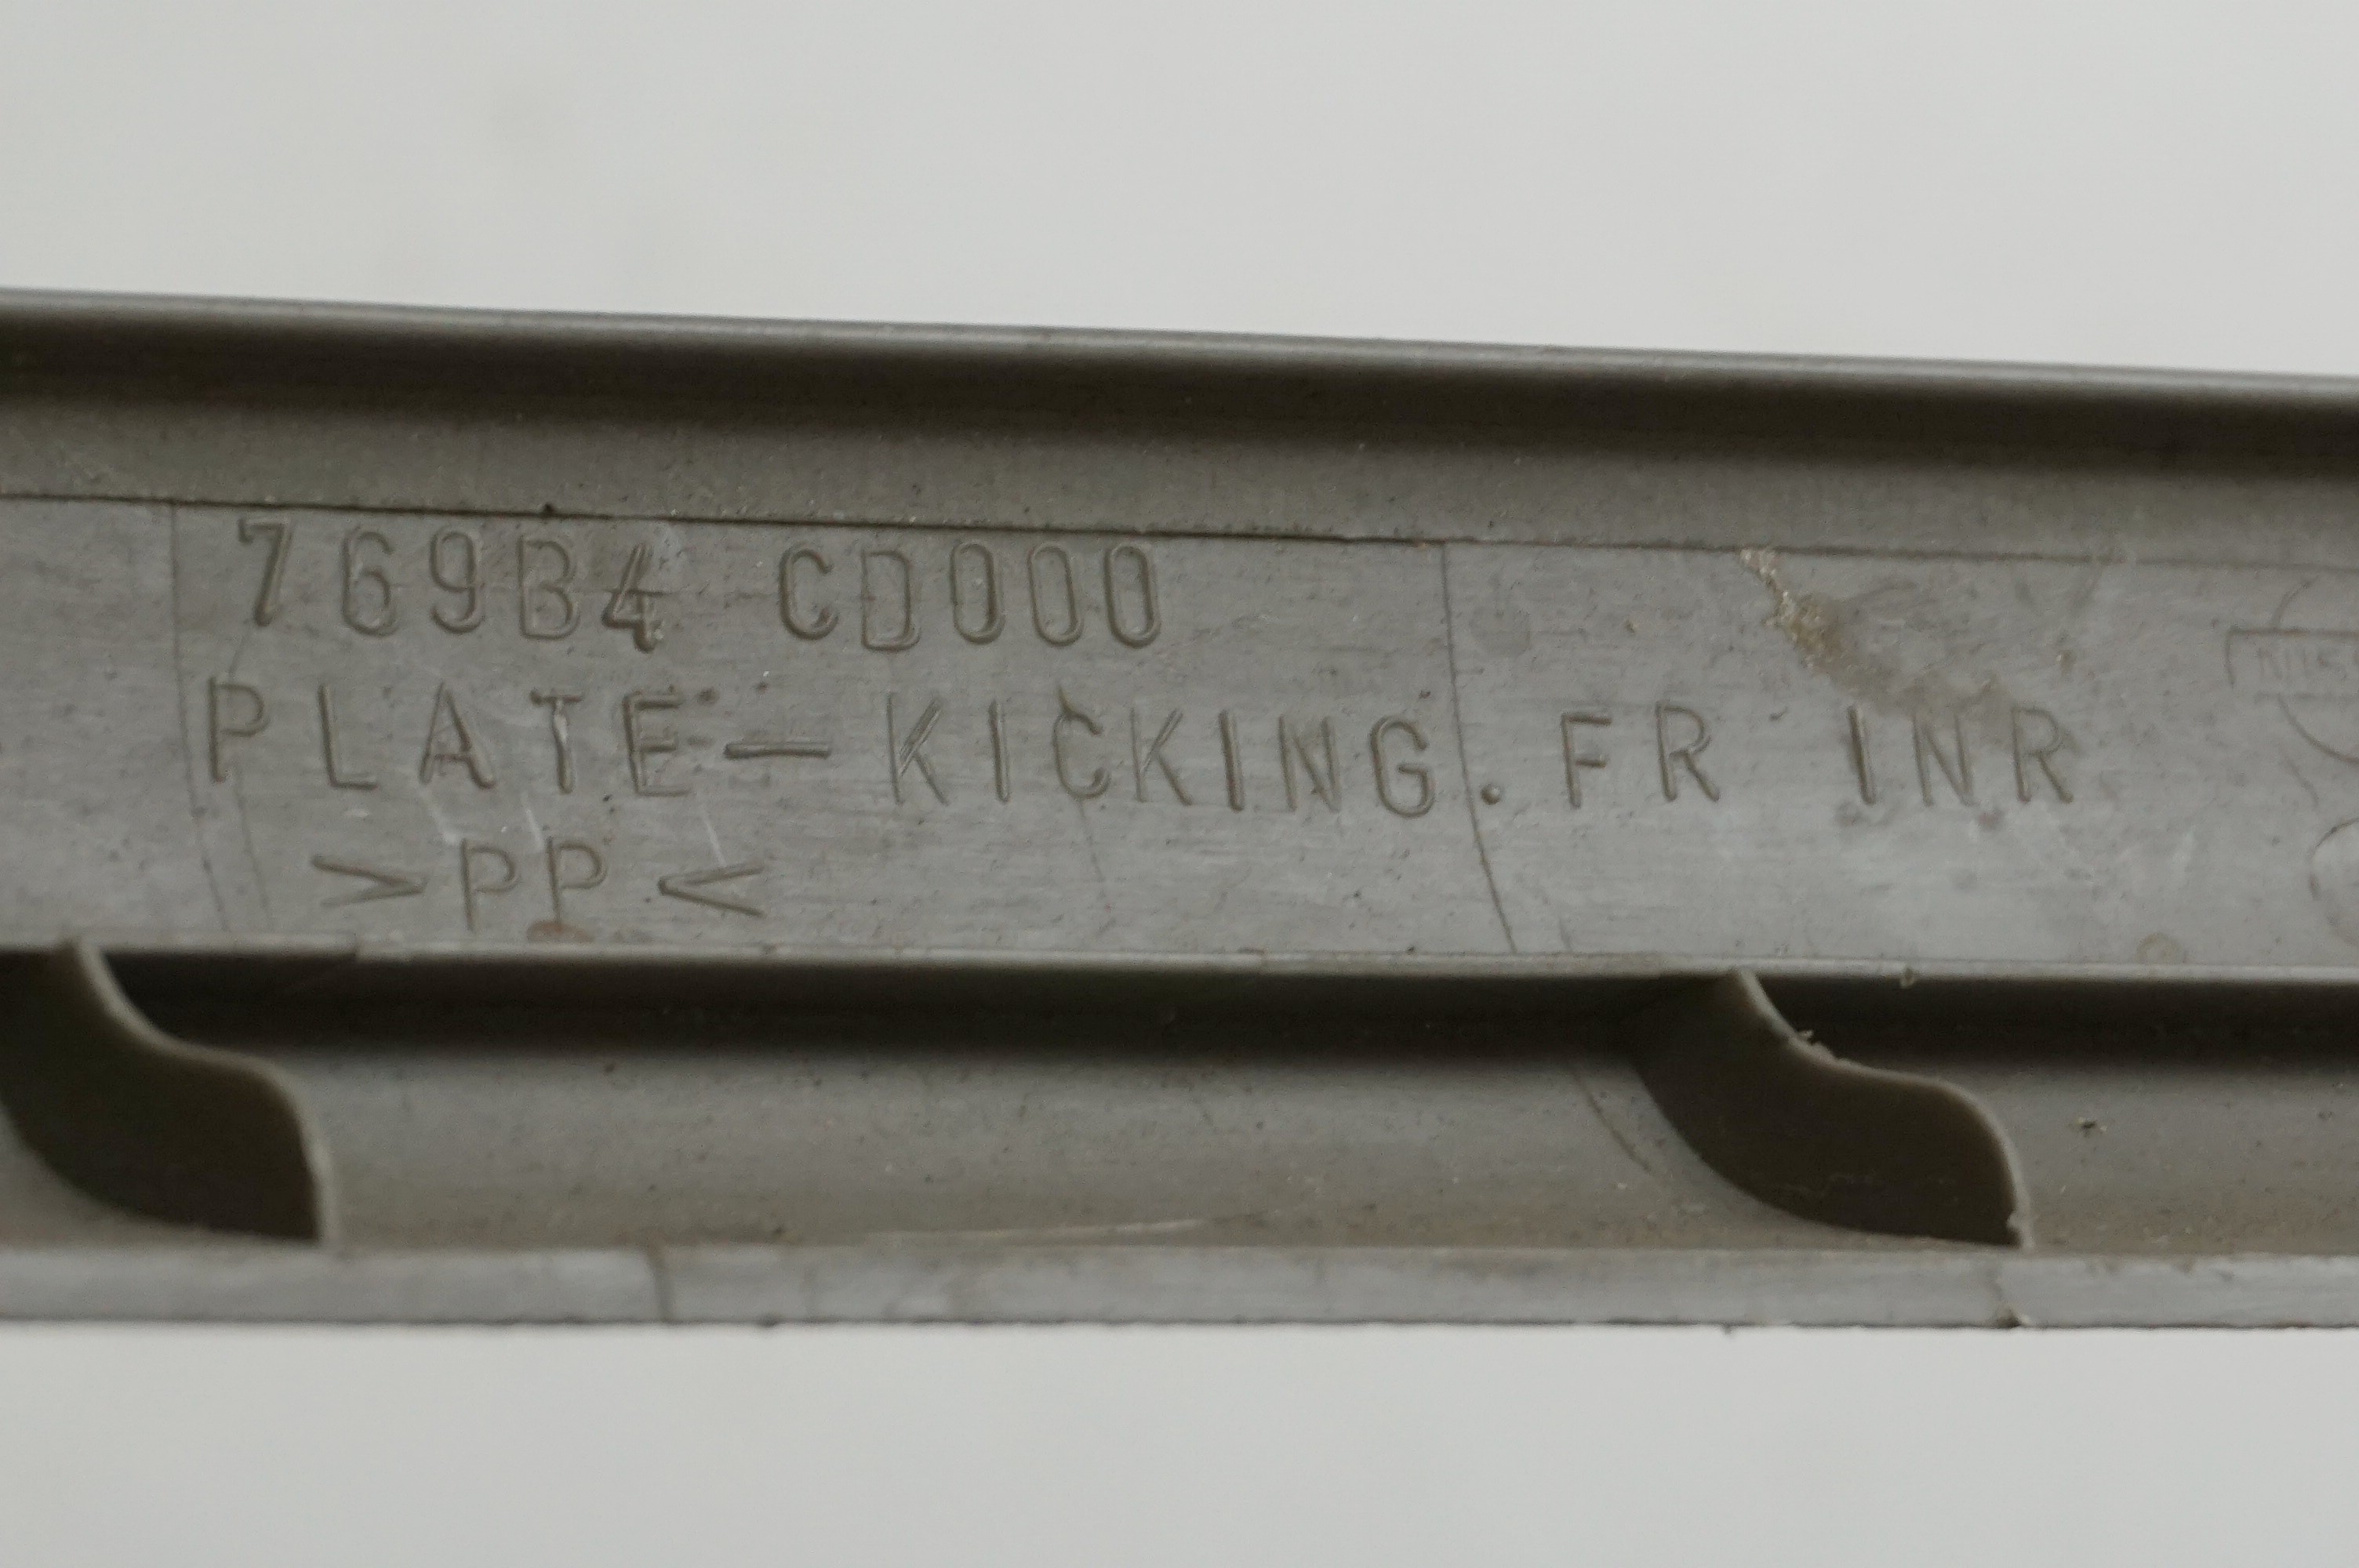 769B4 CD000
PLATE-KICKING.FR INR
>PP<